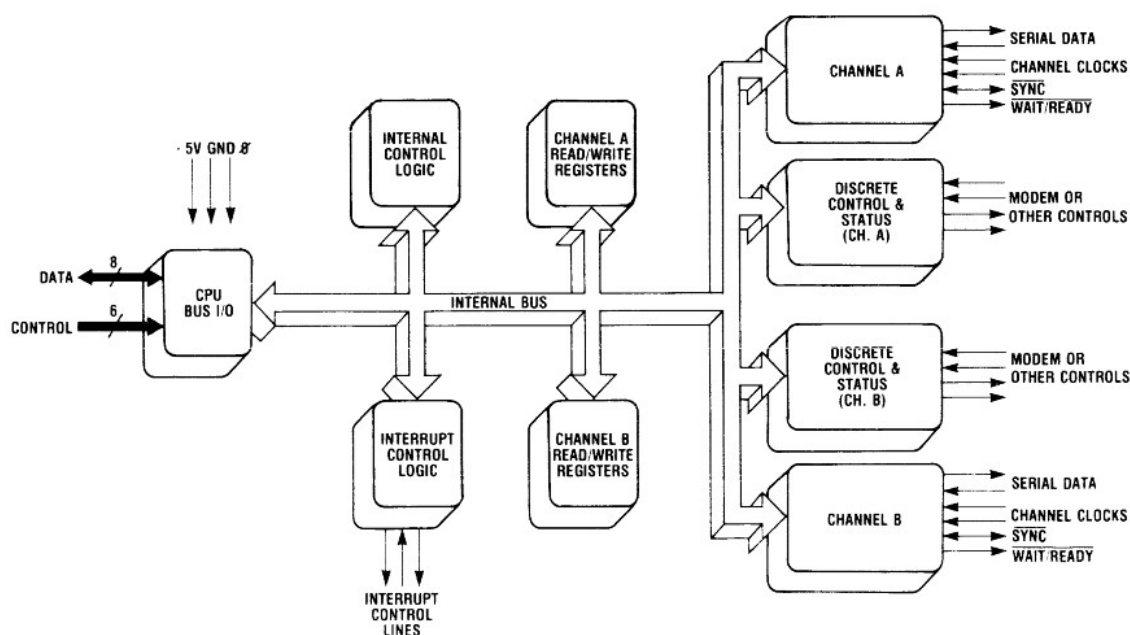 INTERNAL
CONTROL
LOGIC
CHANNEL A
READ/WRITE
REGISTERS
CHANNEL A
SERIAL DATA
CHANNEL CLOCKS
SYNC
WAIT/READY
5V GND
DISCRETE
CONTROL &
STATUS
(CH. A)
MODEM OR
OTHER CONTROLS
DATA
8
CONTROL
6
CPU
BUS I/O
INTERNAL BUS
DISCRETE
CONTROL &
STATUS
(CH. B)
MODEM OR
OTHER CONTROLS
INTERRUPT
CONTROL
LOGIC
CHANNEL B
READ/WRITE
REGISTERS
CHANNEL B
SERIAL DATA
CHANNEL CLOCKS
SYNC
WAIT/READY
INTERRUPT
CONTROL
LINES